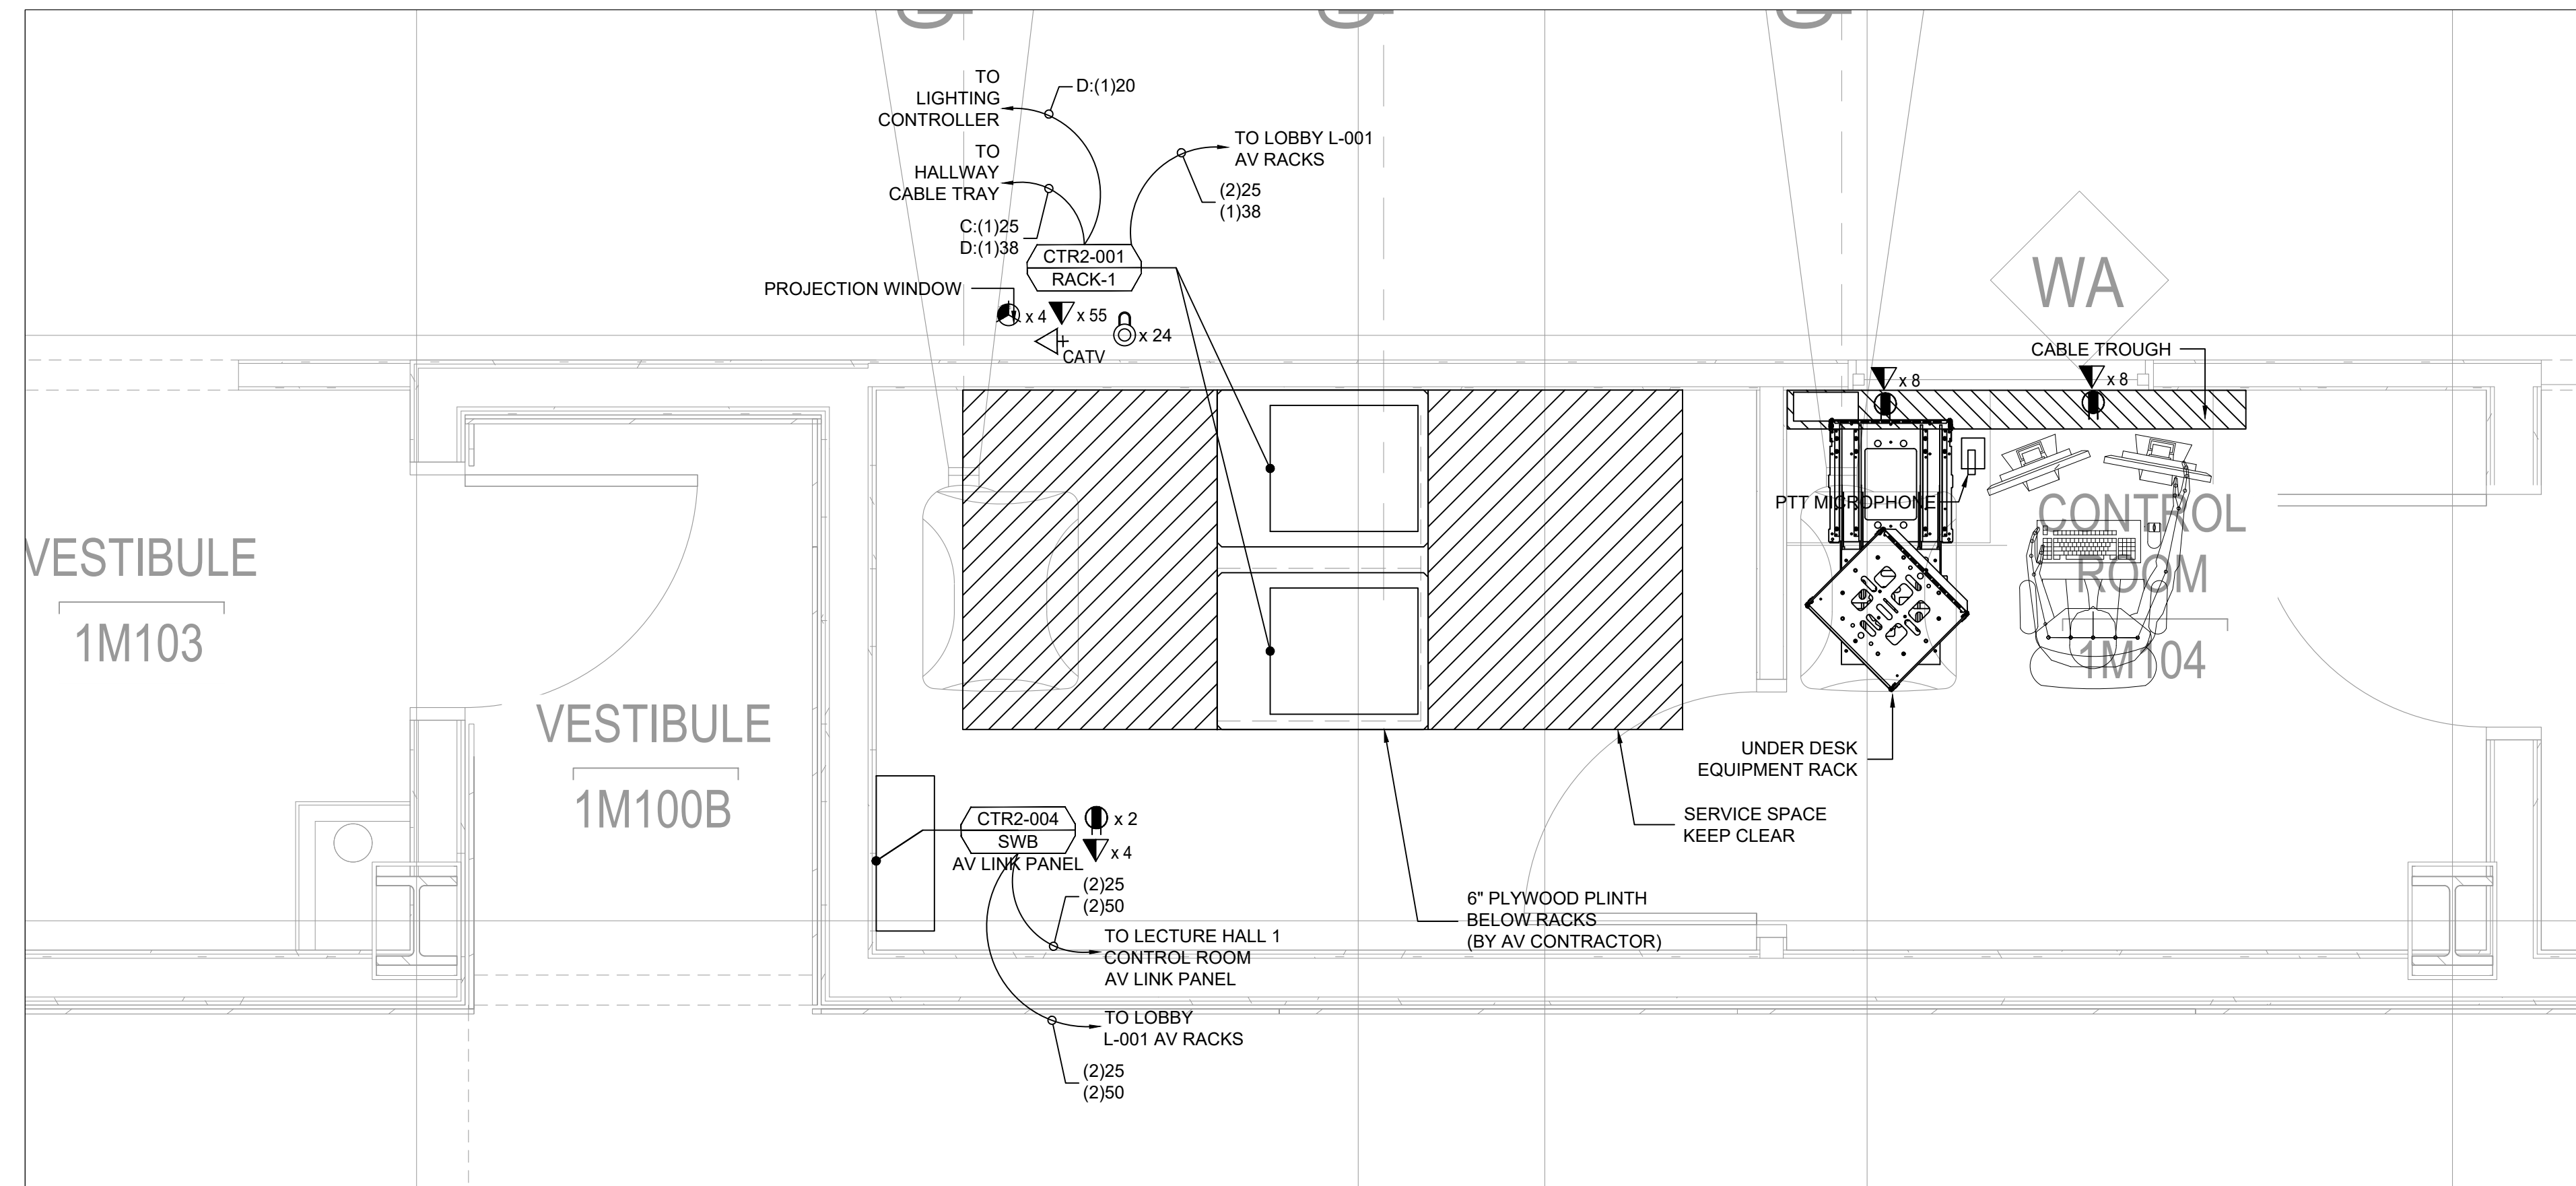 TO
LIGHTING
CONTROLLER
D:(1)20
TO
HALLWAY
CABLE TRAY
TO LOBBY L-001
AV RACKS
(2)25
(1)38
C:(1)25
D:(1)38
CTR2-001
RACK-1
PROJECTION WINDOW
x 4
x 55
x 24
CATV
WA
CABLE TROUGH
x 8
x 8
PTT MICROPHONE
CONTROL
ROOM
1M104
VESTIBULE
1M103
VESTIBULE
1M100B
UNDER DESK
EQUIPMENT RACK
SERVICE SPACE
KEEP CLEAR
CTR2-004
SWB
x 2
x 4
AV LINK PANEL
(2)25
(2)50
6" PLYWOOD PLINTH
BELOW RACKS
(BY AV CONTRACTOR)
TO LECTURE HALL 1
CONTROL ROOM
AV LINK PANEL
TO LOBBY
L-001 AV RACKS
(2)25
(2)50